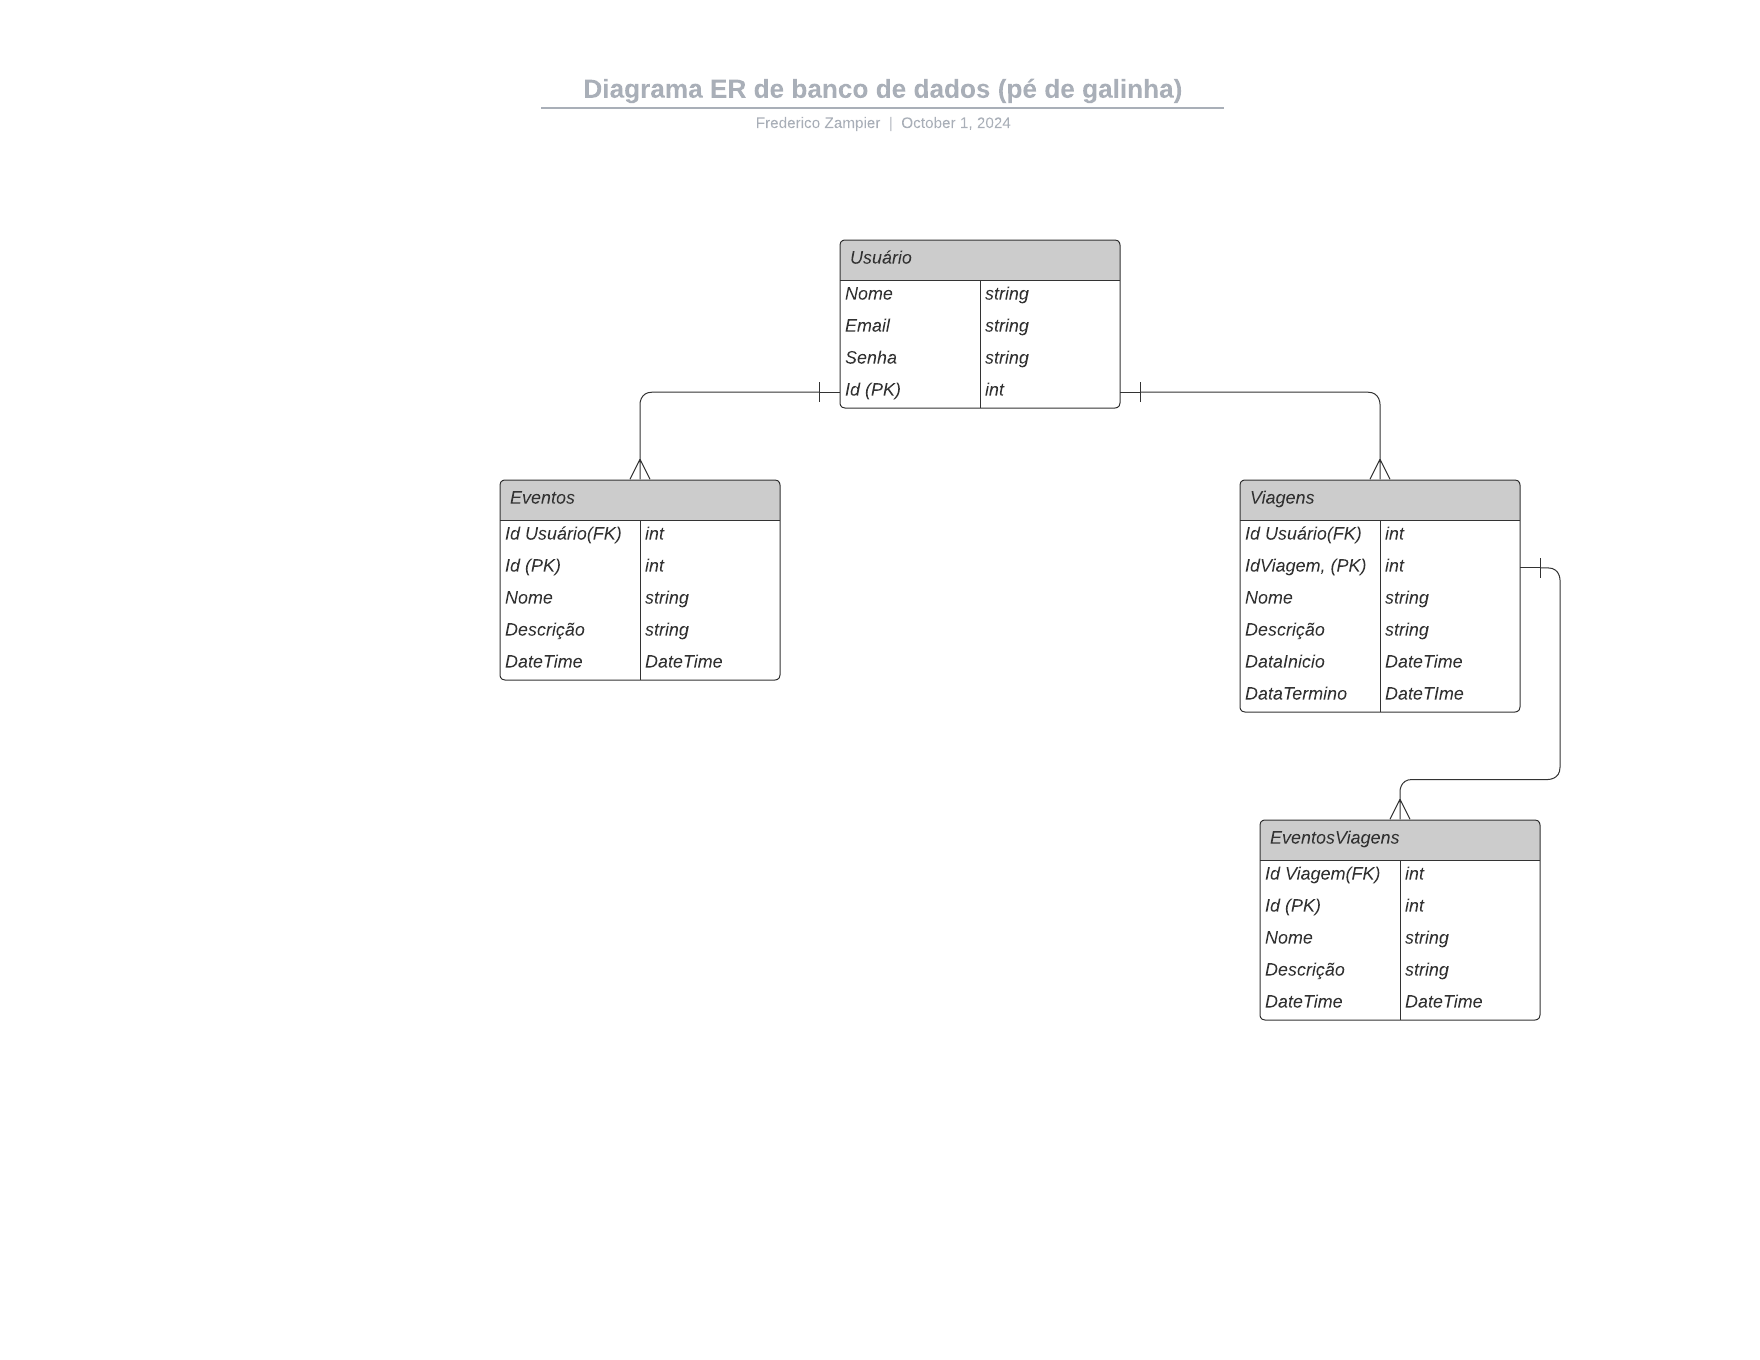 Diagrama ER de banco de dados (pé de galinha)
Frederico Zampier | October 1, 2024
Usuário
Nome string
Email string
Senha string
Id (PK) int
Eventos
Id Usuário(FK) int
Id (PK) int
Nome string
Descrição string
DateTime DateTime
Viagens
Id Usuário(FK) int
IdViagem, (PK) int
Nome string
Descrição string
DataInicio DateTime
DataTermino DateTIme
EventosViagens
Id Viagem(FK) int
Id (PK) int
Nome string
Descrição string
DateTime DateTime